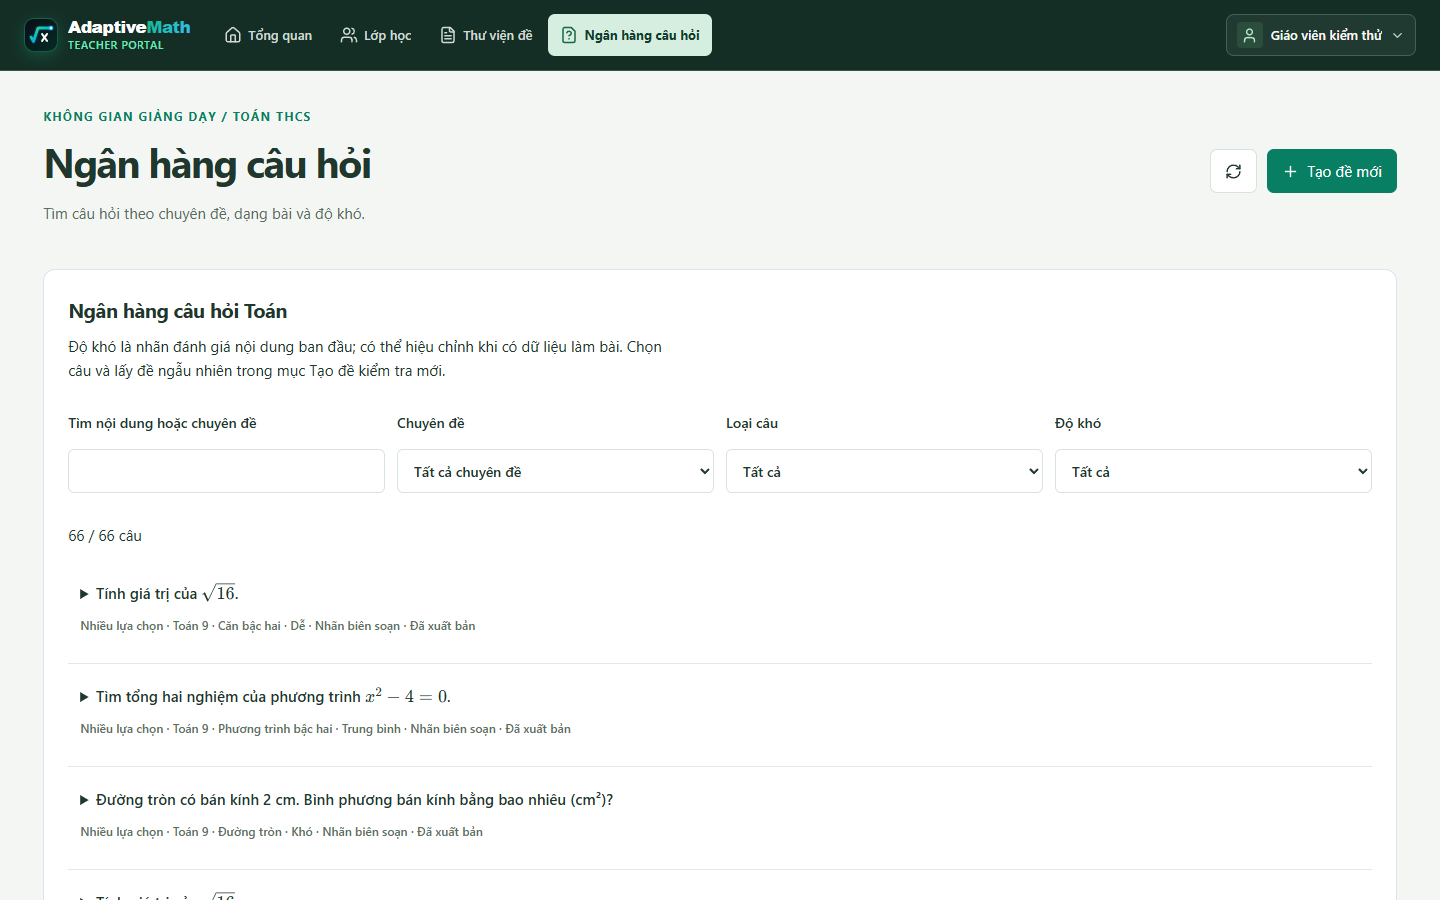 AdaptiveMath
TEACHER PORTAL
Tổng quan
Lớp học
Thư viện đề
Ngân hàng câu hỏi
Giáo viên kiểm thử
KHÔNG GIAN GIẢNG DẠY / TOÁN THCS
Ngân hàng câu hỏi
Tạo đề mới
Tìm câu hỏi theo chuyên đề, dạng bài và độ khó.
Ngân hàng câu hỏi Toán
Độ khó là nhãn đánh giá nội dung ban đầu; có thể hiệu chỉnh khi có dữ liệu làm bài. Chọn
câu và lấy đề ngẫu nhiên trong mục Tạo đề kiểm tra mới.
Tìm nội dung hoặc chuyên đề
Chuyên đề
Loại câu
Độ khó
Tất cả chuyên đề
Tất cả
Tất cả
66 / 66 câu
Tính giá trị của √16.
Nhiều lựa chọn · Toán 9 · Căn bậc hai · Dễ · Nhãn biên soạn · Đã xuất bản
Tìm tổng hai nghiệm của phương trình x² − 4 = 0.
Nhiều lựa chọn · Toán 9 · Phương trình bậc hai · Trung bình · Nhãn biên soạn · Đã xuất bản
Đường tròn có bán kính 2 cm. Bình phương bán kính bằng bao nhiêu (cm²)?
Nhiều lựa chọn · Toán 9 · Đường tròn · Khó · Nhãn biên soạn · Đã xuất bản